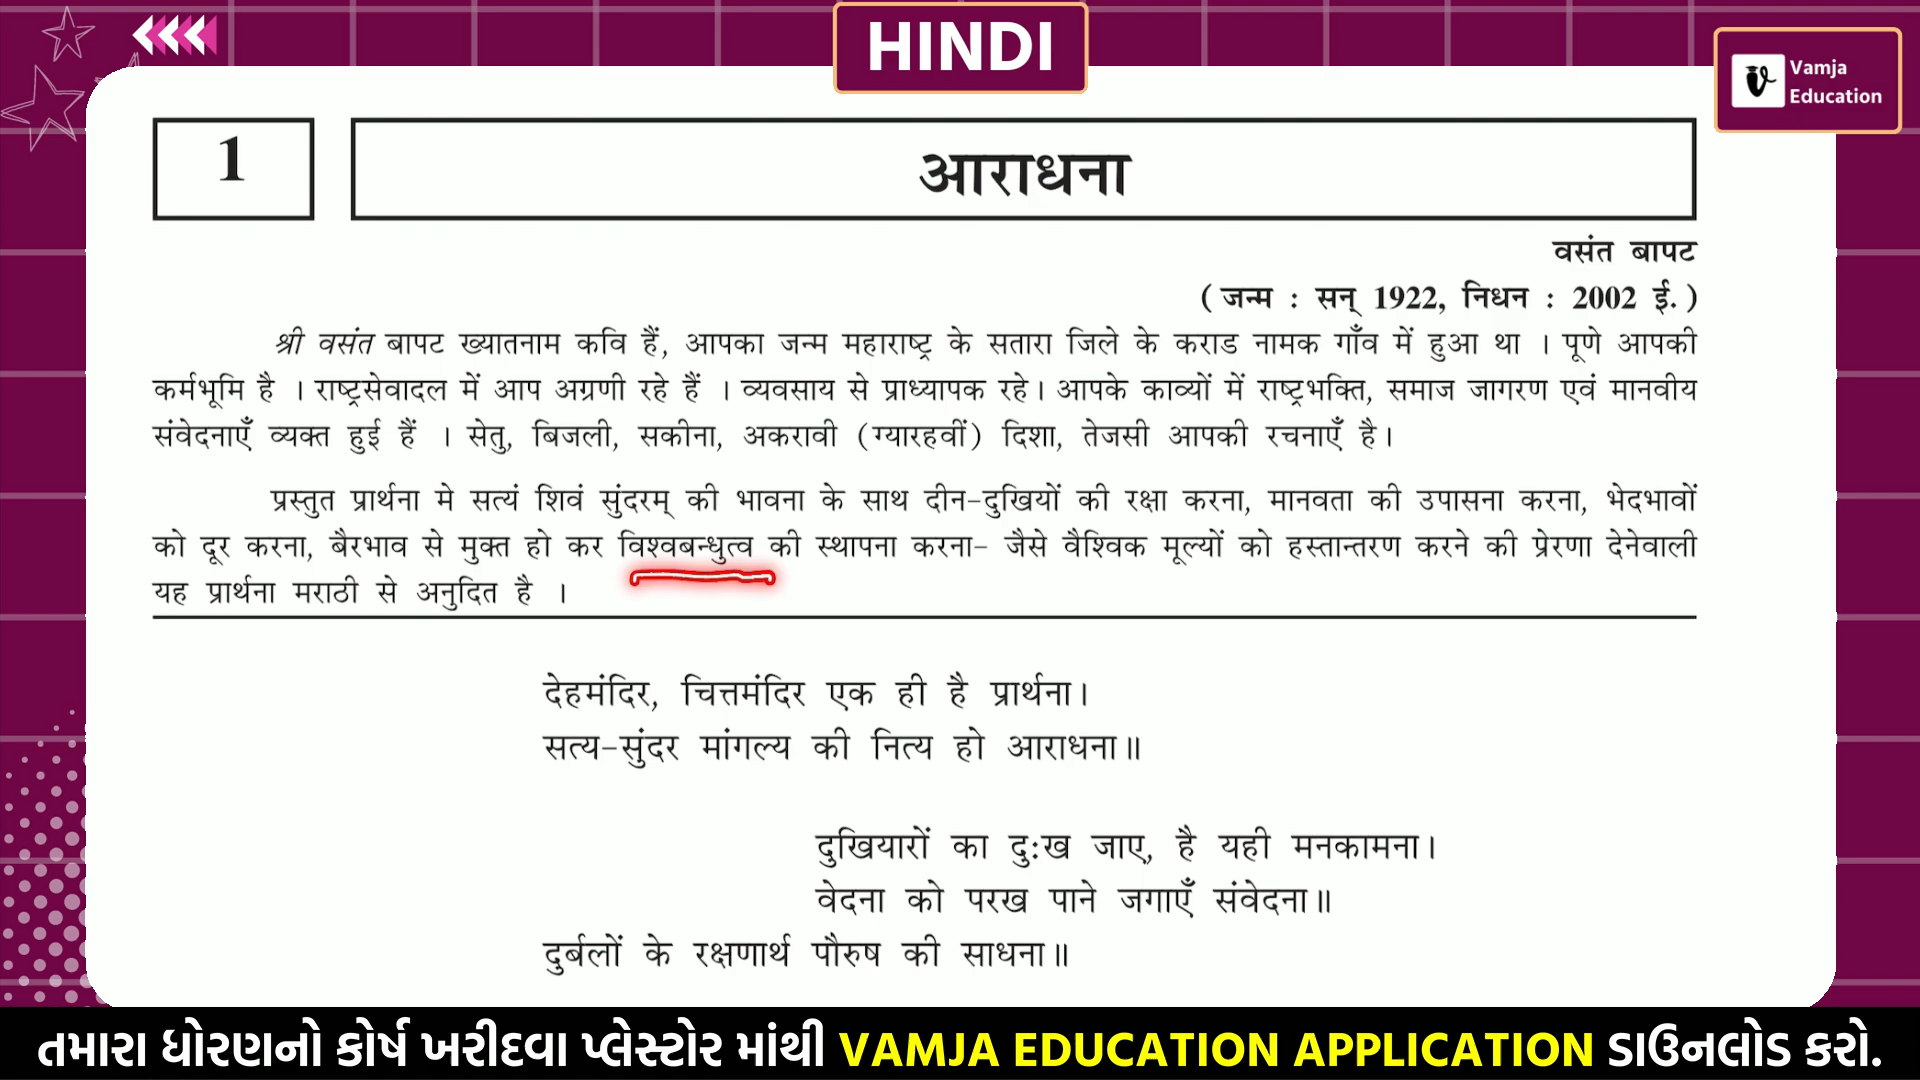 HINDI
Vamja
Education
1
आराधना
वसंत बापट
( जन्म : सन् 1922, निधन : 2002 ई. )
श्री वसंत बापट ख्यातनाम कवि हैं, आपका जन्म महाराष्ट्र के सतारा जिले के कराड नामक गाँव में हुआ था । पूणे आपकी
कर्मभूमि है । राष्ट्रसेवादल में आप अग्रणी रहे हैं । व्यवसाय से प्राध्यापक रहे। आपके काव्यों में राष्ट्रभक्ति, समाज जागरण एवं मानवीय
संवेदनाएँ व्यक्त हुई हैं । सेतु, बिजली, सकीना, अकरावी (ग्यारहवीं) दिशा, तेजसी आपकी रचनाएँ है।
प्रस्तुत प्रार्थना मे सत्यं शिवं सुंदरम् की भावना के साथ दीन-दुखियों की रक्षा करना, मानवता की उपासना करना, भेदभावों
को दूर करना, बैरभाव से मुक्त हो कर विश्वबन्धुत्व की स्थापना करना- जैसे वैश्विक मूल्यों को हस्तान्तरण करने की प्रेरणा देनेवाली
यह प्रार्थना मराठी से अनुदित है ।
देहमंदिर, चित्तमंदिर एक ही है प्रार्थना।
सत्य-सुंदर मांगल्य की नित्य हो आराधना॥
दुखियारों का दुःख जाए, है यही मनकामना।
वेदना को परख पाने जगाएँ संवेदना॥
दुर्बलों के रक्षणार्थ पौरुष की साधना॥
તમારા ધોરણનો કોર્ષ ખરીદવા પ્લેસ્ટોર માંથી VAMJA EDUCATION APPLICATION ડાઉનલોડ કરો.